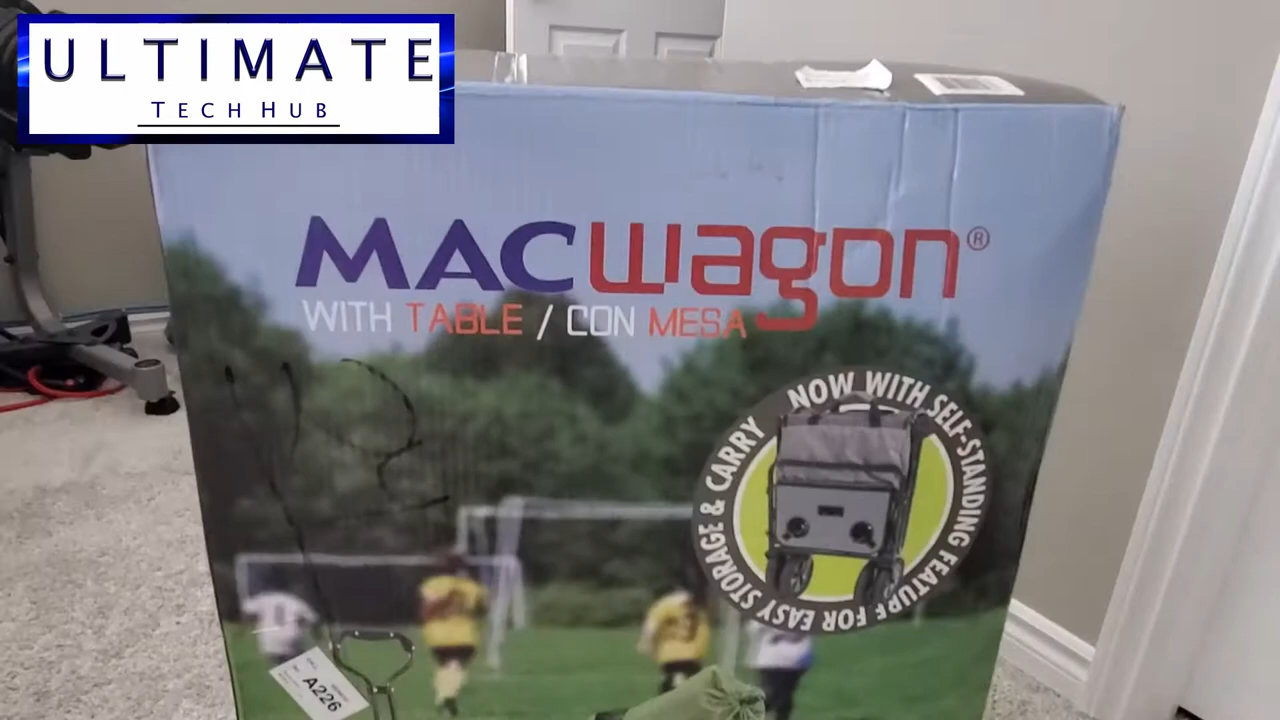 ULTIMATE
TECH HUB
MACwagon®
WITH TABLE / CON MESA
NOW WITH SELF-STANDING FEATURE FOR EASY STORAGE & CARRY
A226